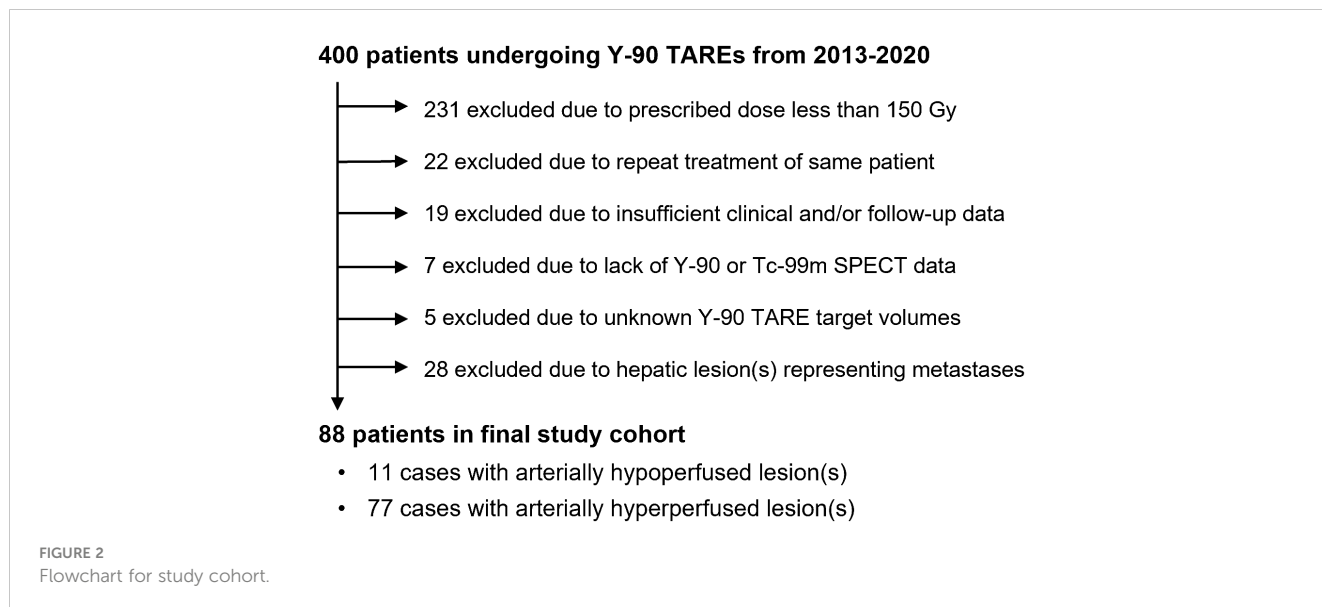 400 patients undergoing Y-90 TAREs from 2013-2020
231 excluded due to prescribed dose less than 150 Gy
22 excluded due to repeat treatment of same patient
19 excluded due to insufficient clinical and/or follow-up data
7 excluded due to lack of Y-90 or Tc-99m SPECT data
5 excluded due to unknown Y-90 TARE target volumes
28 excluded due to hepatic lesion(s) representing metastases
88 patients in final study cohort
• 11 cases with arterially hypoperfused lesion(s)
• 77 cases with arterially hyperperfused lesion(s)
FIGURE 2
Flowchart for study cohort.